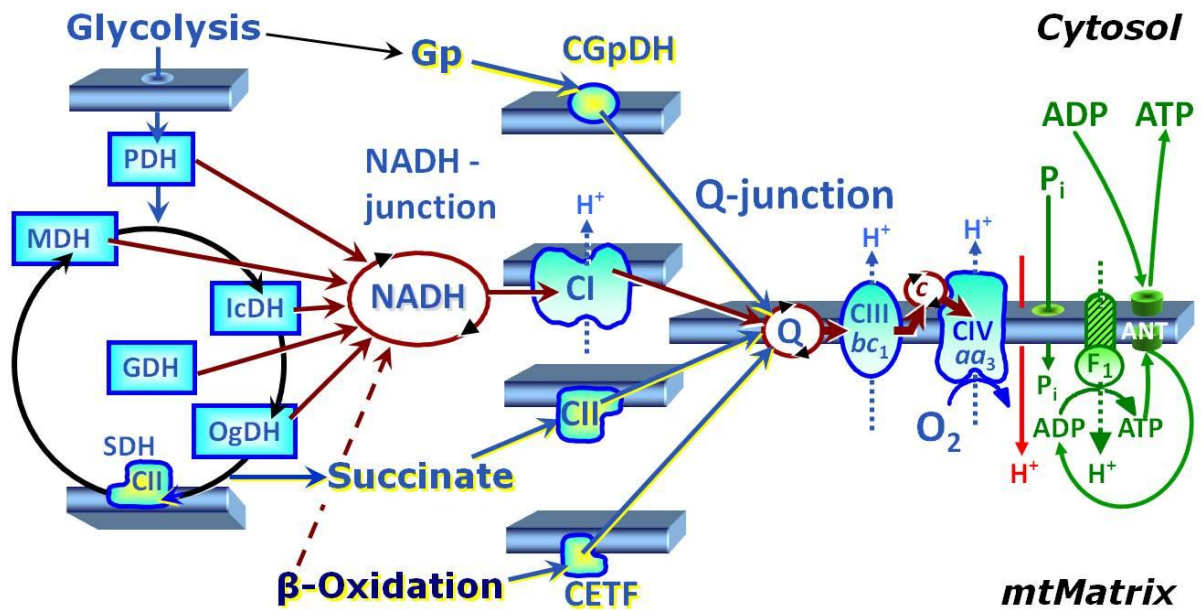 Glycolysis
Gp
CGpDH
Cytosol
PDH
NADH -
junction
Q-junction
ADP
ATP
Pi
MDH
H+
H+
H+
IcDH
NADH
CI
Q
CIII
bc1
c
CIV
aa3
ANT
F1
GDH
Pi
OgDH
CII
O2
ADP
ATP
SDH
CII
Succinate
H+
H+
β-Oxidation
CETF
mtMatrix